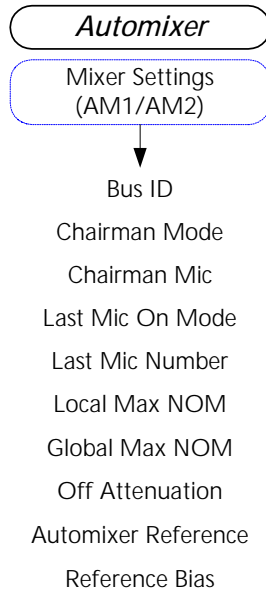 Automixer
Mixer Settings
(AM1/AM2)
Bus ID
Chairman Mode
Chairman Mic
Last Mic On Mode
Last Mic Number
Local Max NOM
Global Max NOM
Off Attenuation
Automixer Reference
Reference Bias